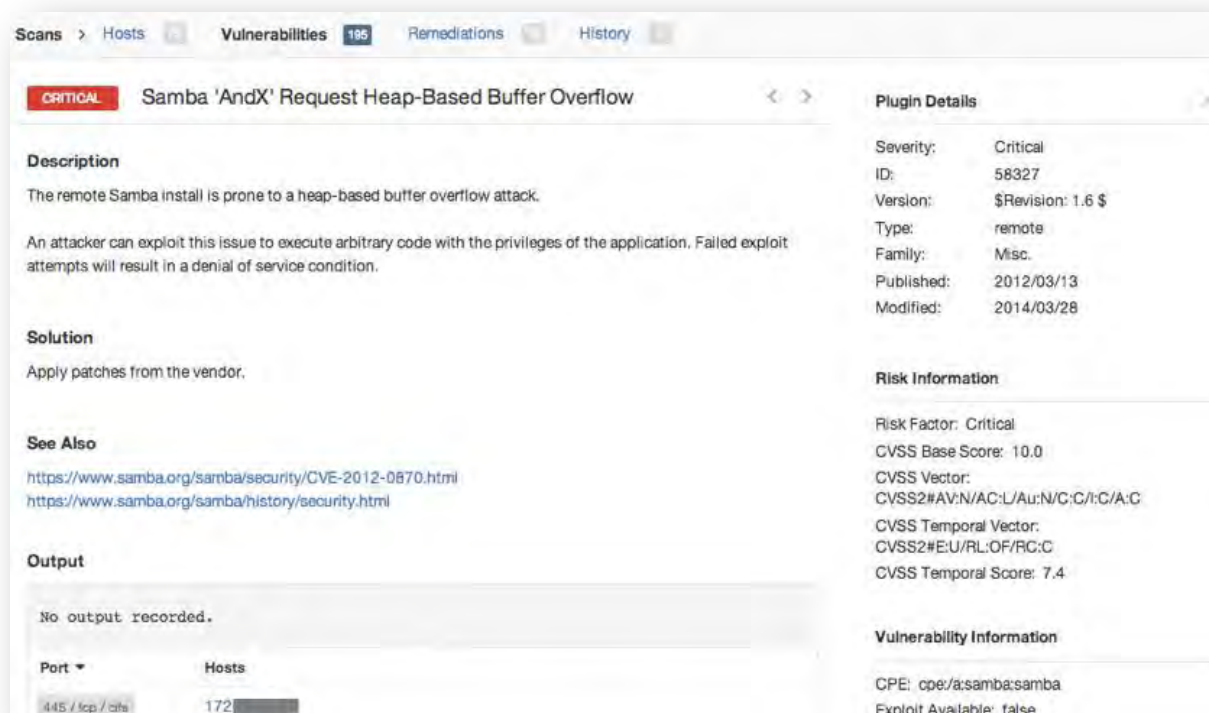 Scans > Hosts Vulnerabilities 195 Remediations History
CRITICAL Samba 'AndX' Request Heap-Based Buffer Overflow < >
Description
The remote Samba install is prone to a heap-based buffer overflow attack.
An attacker can exploit this issue to execute arbitrary code with the privileges of the application. Failed exploit
attempts will result in a denial of service condition.
Solution
Apply patches from the vendor.
See Also
https://www.samba.org/samba/security/CVE-2012-0870.html
https://www.samba.org/samba/history/security.html
Output
No output recorded.
Port Hosts
445 / tcp / cifs 172
Plugin Details
Severity: Critical
ID: 58327
Version: $Revision: 1.6 $
Type: remote
Family: Misc.
Published: 2012/03/13
Modified: 2014/03/28
Risk Information
Risk Factor: Critical
CVSS Base Score: 10.0
CVSS Vector:
CVSS2#AV:N/AC:L/Au:N/C:C/I:C/A:C
CVSS Temporal Vector:
CVSS2#E:U/RL:OF/RC:C
CVSS Temporal Score: 7.4
Vulnerability Information
CPE: cpe:/a:samba:samba
Exploit Available: false